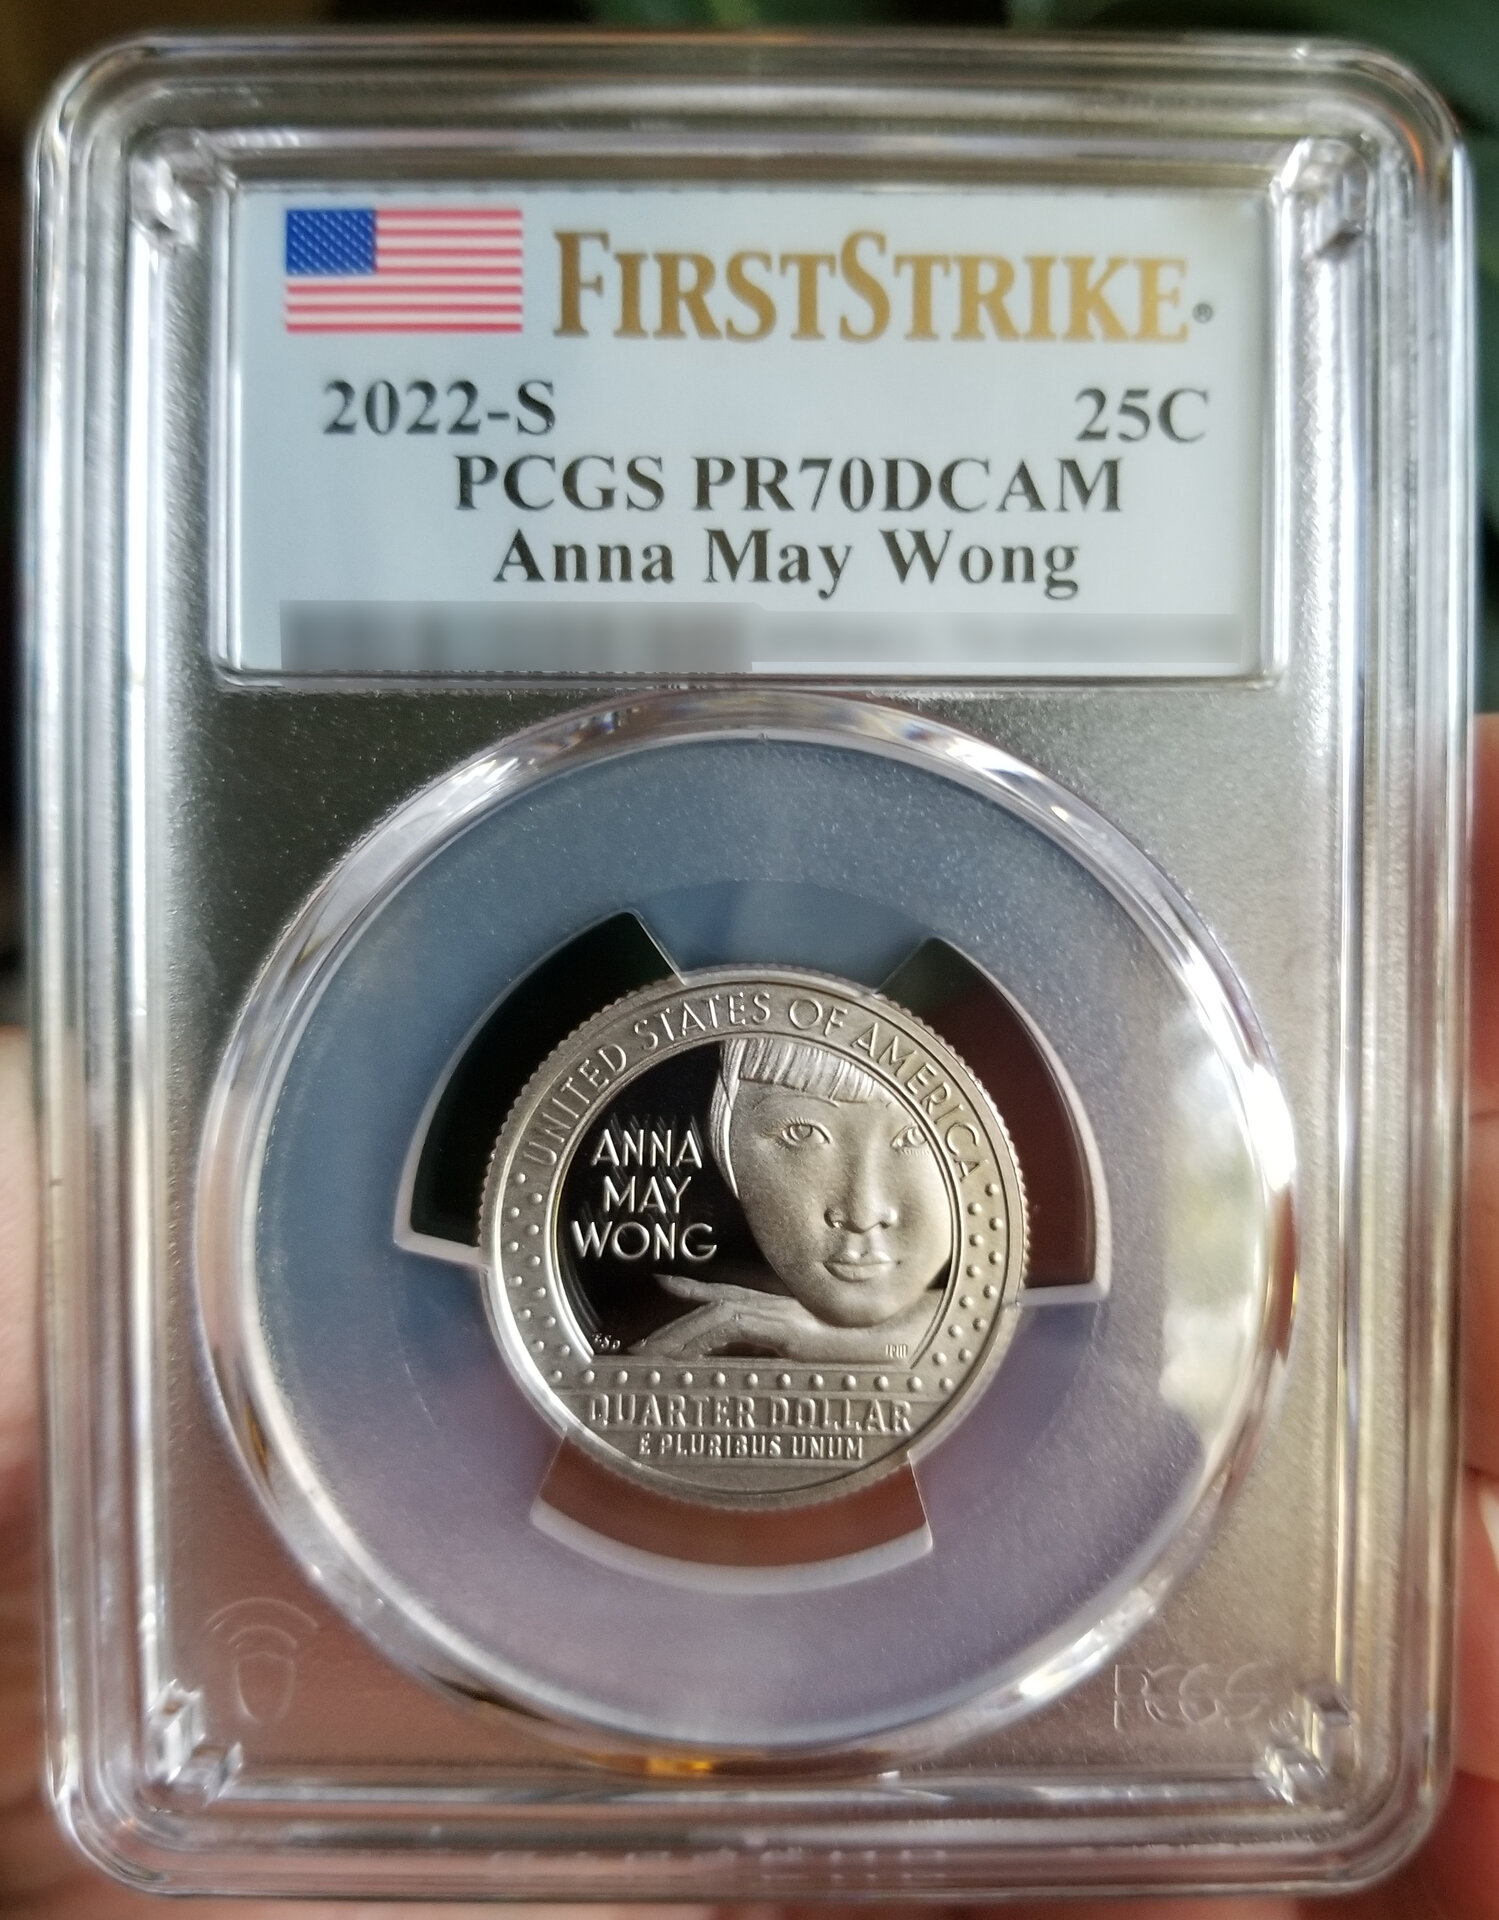 FIRSTSTRIKE®
2022-S 25C
PCGS PR70DCAM
Anna May Wong
UNITED STATES OF AMERICA
ANNA
MAY
WONG
QUARTER DOLLAR
E PLURIBUS UNUM
PCGS